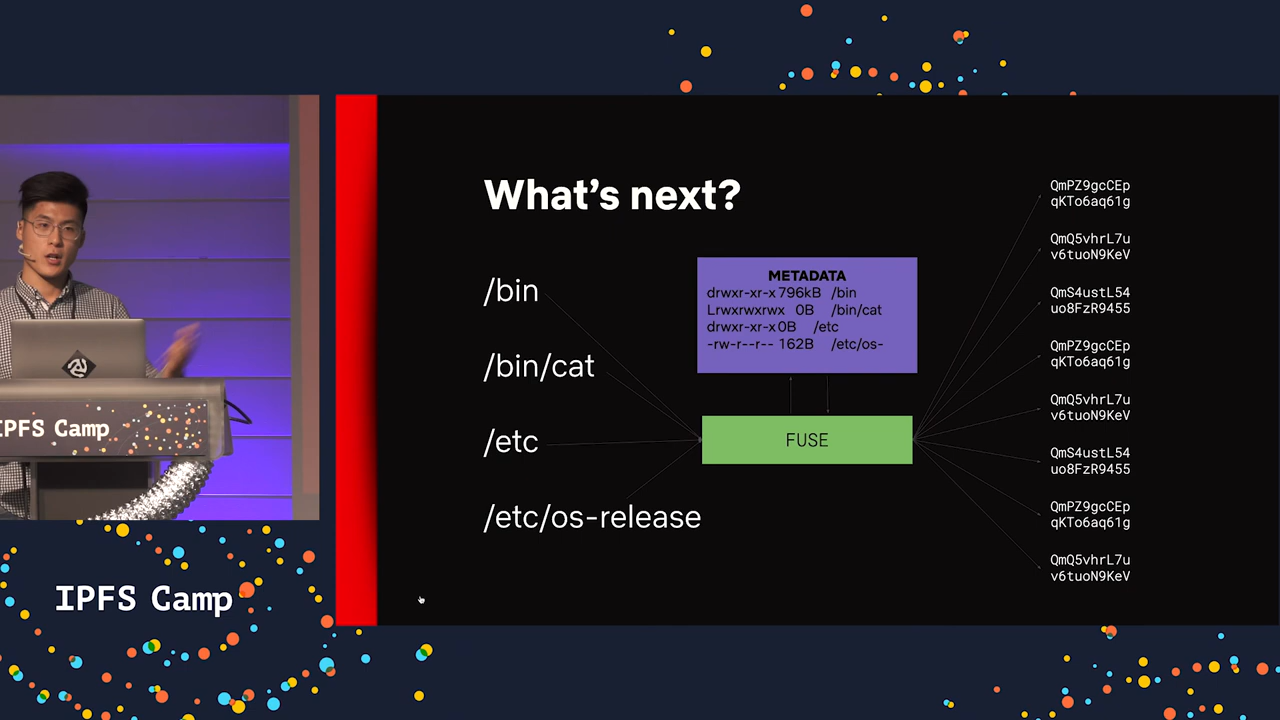 What's next?
/bin
/bin/cat
/etc
/etc/os-release
METADATA
drwxr-xr-x 796kB /bin
Lrwxrwxrwx 0B /bin/cat
drwxr-xr-x 0B /etc
-rw-r--r-- 162B /etc/os-
FUSE
QmPZ9gcCEp
qKTo6aq61g
QmQ5vhrL7u
v6tuoN9KeV
QmS4ustL54
uo8FzR9455
QmPZ9gcCEp
qKTo6aq61g
QmQ5vhrL7u
v6tuoN9KeV
QmS4ustL54
uo8FzR9455
QmPZ9gcCEp
qKTo6aq61g
QmQ5vhrL7u
v6tuoN9KeV
IPFS Camp
IPFS Camp